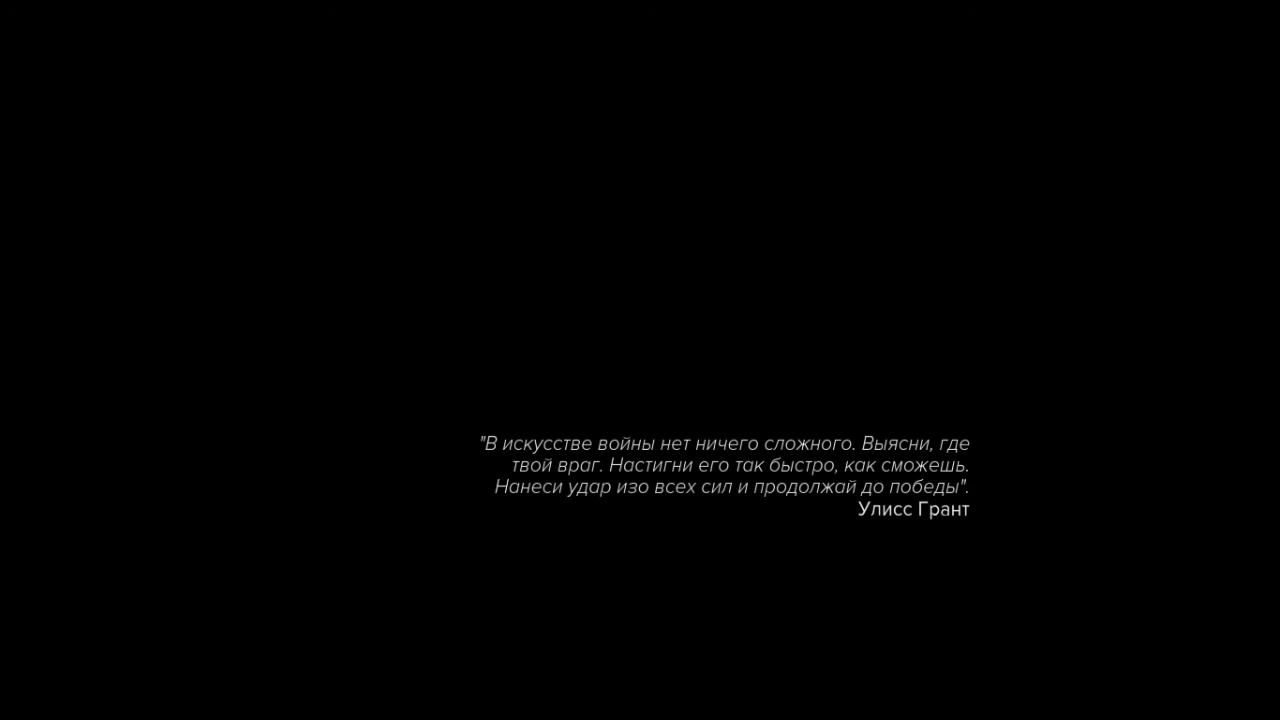 "В искусстве войны нет ничего сложного. Выясни, где
твой враг. Настигни его так быстро, как сможешь.
Нанеси удар изо всех сил и продолжай до победы".
Улисс Грант